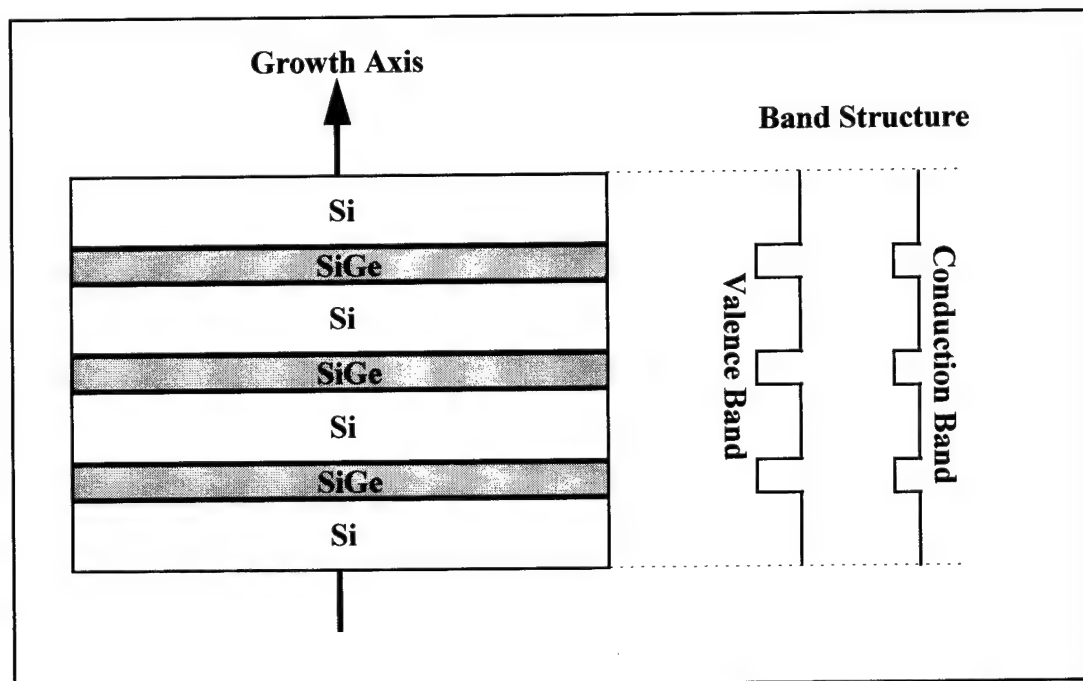 Growth Axis
Band Structure
Si
SiGe
Si
SiGe
Si
SiGe
Si
Valence Band
Conduction Band